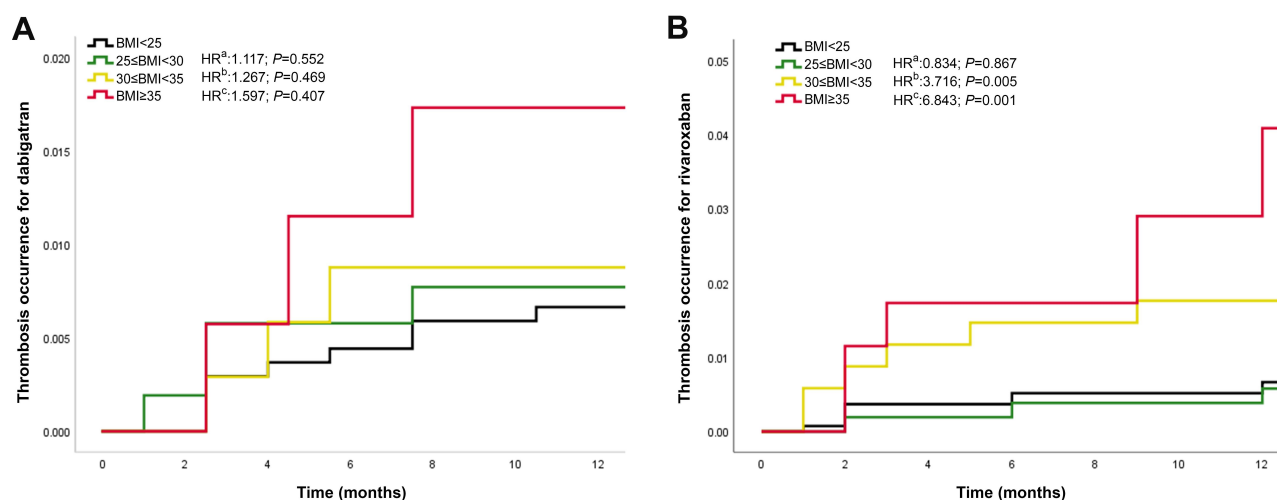 A
BMI<25
25≤BMI<30 HRᵃ:1.117; P=0.552
30≤BMI<35 HRᵇ:1.267; P=0.469
BMI≥35 HRᶜ:1.597; P=0.407
Thrombosis occurrence for dabigatran
0.020
0.015
0.010
0.005
0.000
0 2 4 6 8 10 12
Time (months)
B
BMI<25
25≤BMI<30 HRᵃ:0.834; P=0.867
30≤BMI<35 HRᵇ:3.716; P=0.005
BMI≥35 HRᶜ:6.843; P=0.001
Thrombosis occurrence for rivaroxaban
0.05
0.04
0.03
0.02
0.01
0.00
0 2 4 6 8 10 12
Time (months)